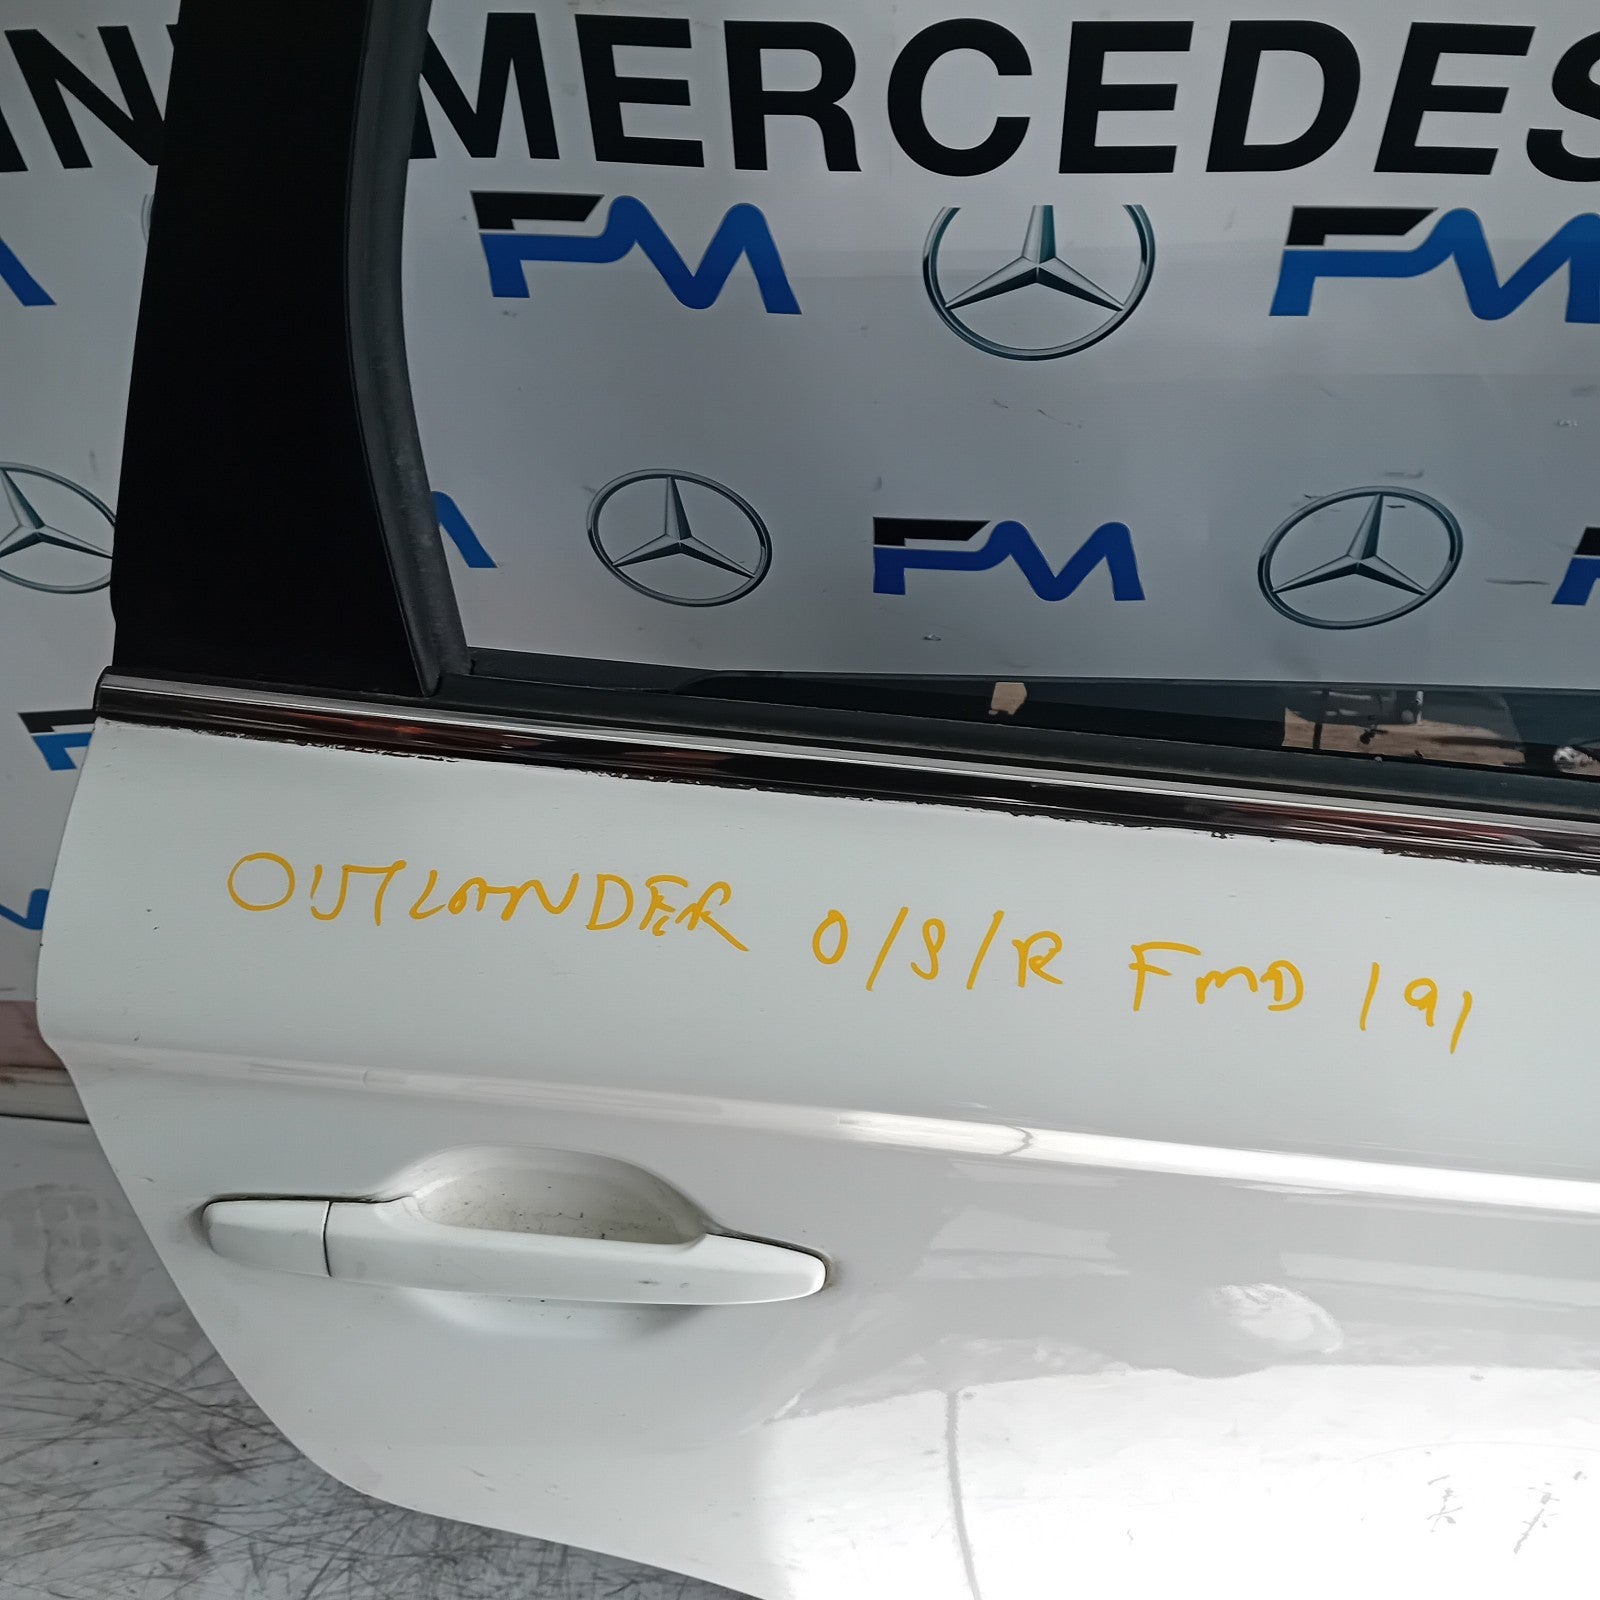 MERCEDES
FM FM
FM
OUTLANDER O/S/R FMD 191